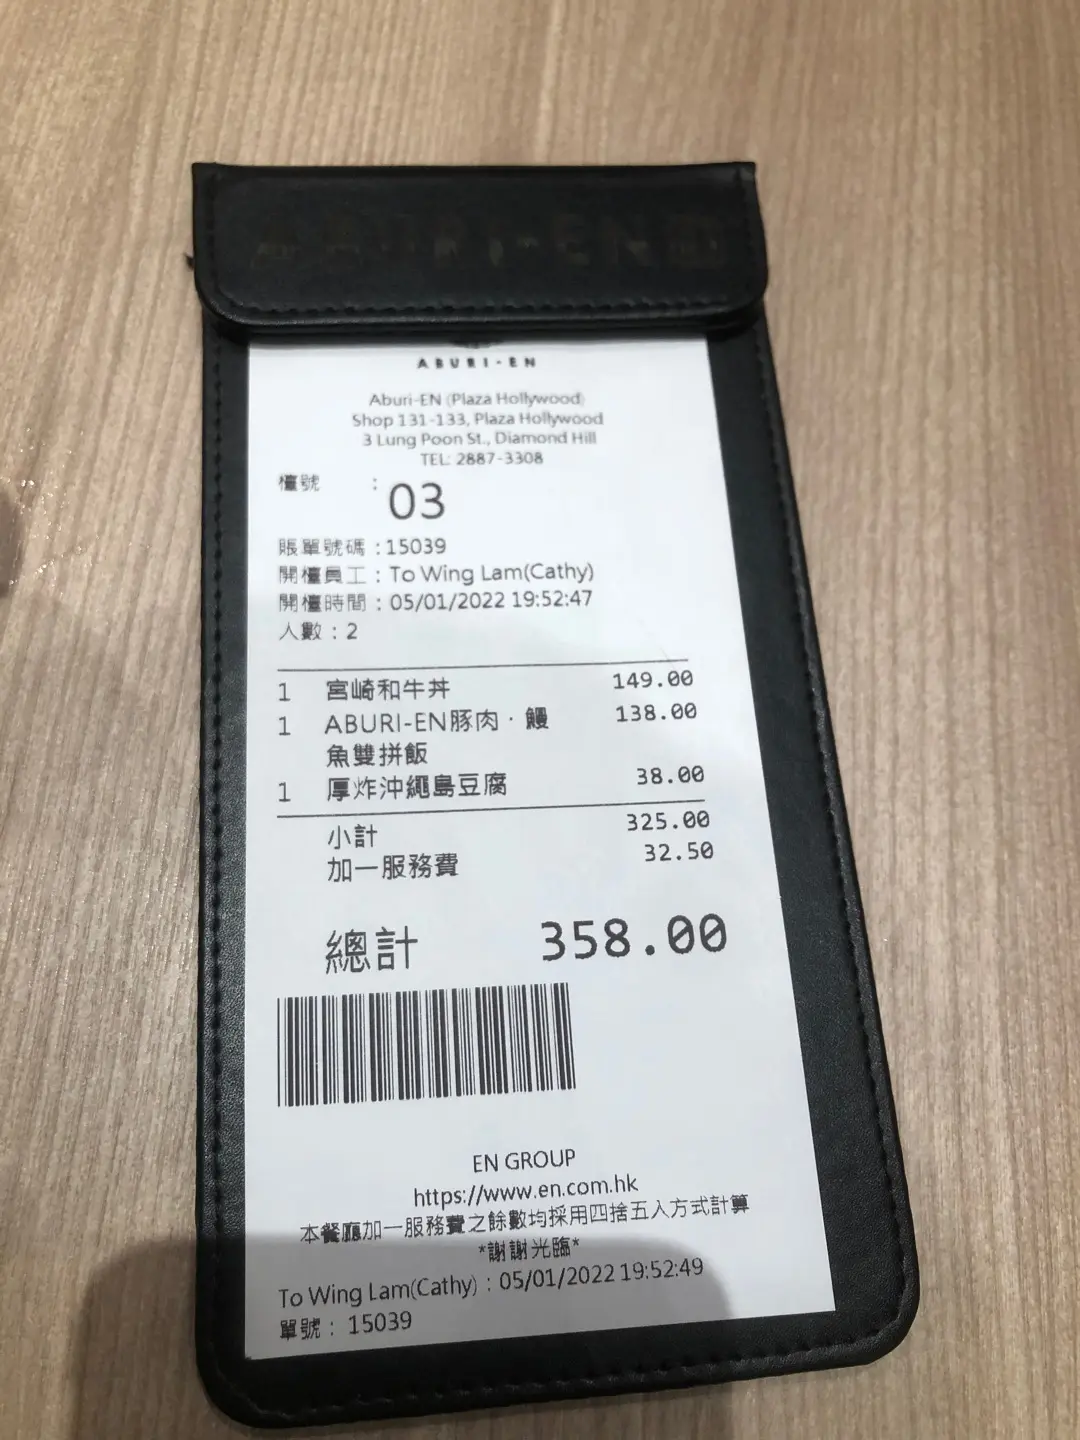 ABURI-EN
ABURI-EN
Aburi-EN (Plaza Hollywood)
Shop 131-133, Plaza Hollywood
3 Lung Poon St., Diamond Hill
TEL: 2887-3308
檯號 : 03
賬單號碼 : 15039
開檯員工 : To Wing Lam(Cathy)
開檯時間 : 05/01/2022 19:52:47
人數 : 2
1 宮崎和牛丼 149.00
1 ABURI-EN豚肉‧鰻 138.00
魚雙拼飯
1 厚炸沖繩島豆腐 38.00
小計 325.00
加一服務費 32.50
總計 358.00
EN GROUP
https://www.en.com.hk
本餐廳加一服務費之餘數均採用四捨五入方式計算
*謝謝光臨*
To Wing Lam(Cathy) : 05/01/2022 19:52:49
單號 : 15039